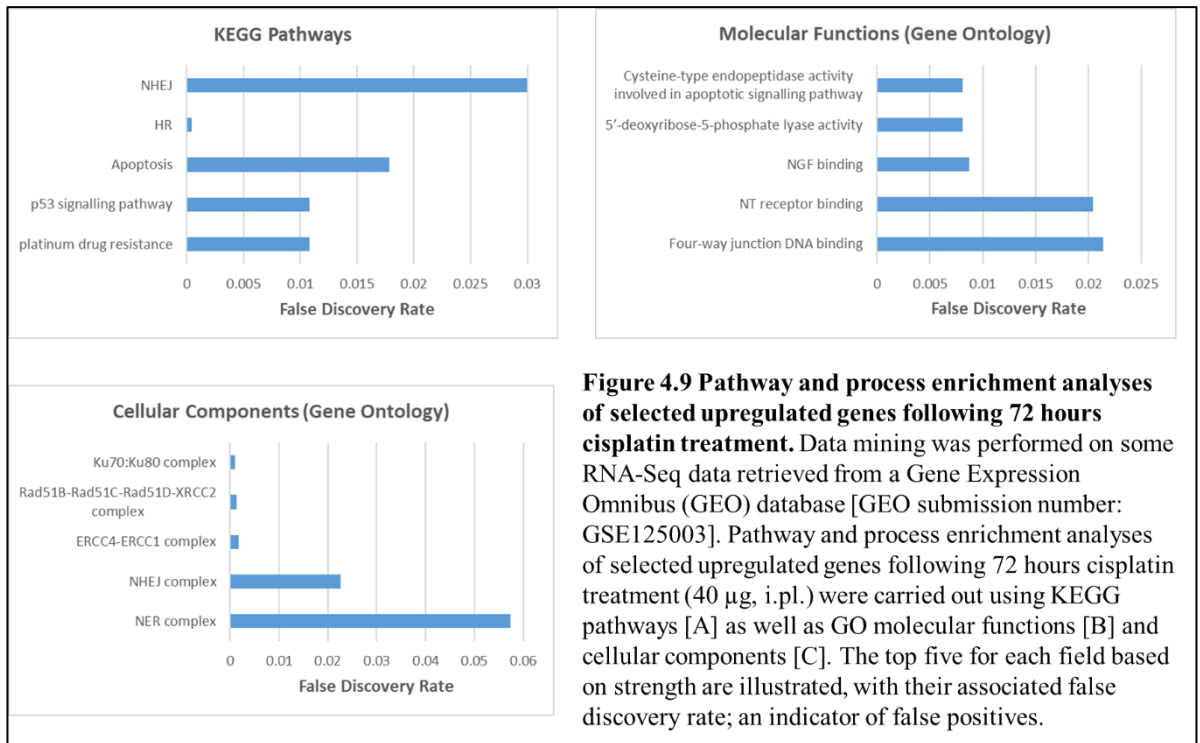 KEGG Pathways
NHEJ
HR
Apoptosis
p53 signalling pathway
platinum drug resistance
0 0.005 0.01 0.015 0.02 0.025 0.03
False Discovery Rate
Molecular Functions (Gene Ontology)
Cysteine-type endopeptidase activity
involved in apoptotic signalling pathway
5′-deoxyribose-5-phosphate lyase activity
NGF binding
NT receptor binding
Four-way junction DNA binding
0 0.005 0.01 0.015 0.02 0.025
False Discovery Rate
Cellular Components (Gene Ontology)
Ku70:Ku80 complex
Rad51B-Rad51C-Rad51D-XRCC2
complex
ERCC4-ERCC1 complex
NHEJ complex
NER complex
0 0.01 0.02 0.03 0.04 0.05 0.06
False Discovery Rate
Figure 4.9 Pathway and process enrichment analyses
of selected upregulated genes following 72 hours
cisplatin treatment. Data mining was performed on some
RNA-Seq data retrieved from a Gene Expression
Omnibus (GEO) database [GEO submission number:
GSE125003]. Pathway and process enrichment analyses
of selected upregulated genes following 72 hours cisplatin
treatment (40 µg, i.pl.) were carried out using KEGG
pathways [A] as well as GO molecular functions [B] and
cellular components [C]. The top five for each field based
on strength are illustrated, with their associated false
discovery rate; an indicator of false positives.